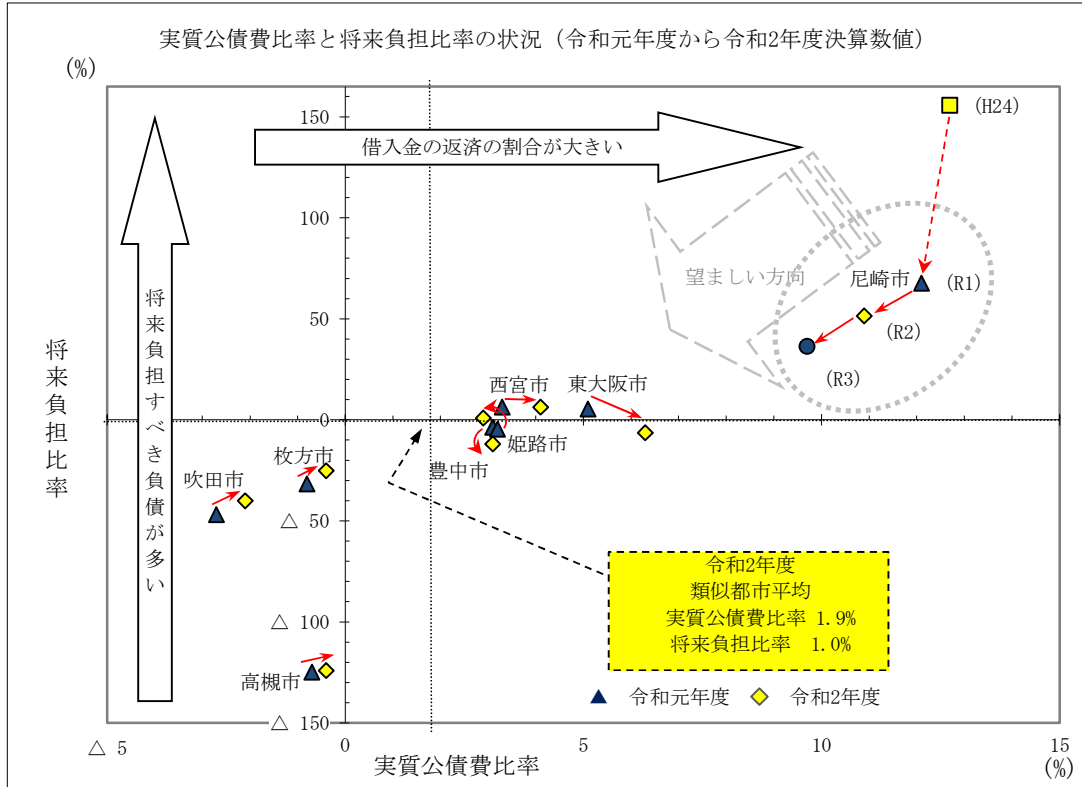 実質公債費比率と将来負担比率の状況（令和元年度から令和2年度決算数値）
(%)
150
100
50
0
△ 50
△ 100
△ 150
将来負担比率
将来負担すべき負債が多い
借入金の返済の割合が大きい
望ましい方向
(H24)
尼崎市
(R1)
(R2)
(R3)
西宮市
東大阪市
姫路市
豊中市
枚方市
吹田市
高槻市
令和2年度
類似都市平均
実質公債費比率 1.9%
将来負担比率 1.0%
令和元年度
令和2年度
△ 5
0
5
10
15
実質公債費比率
(%)